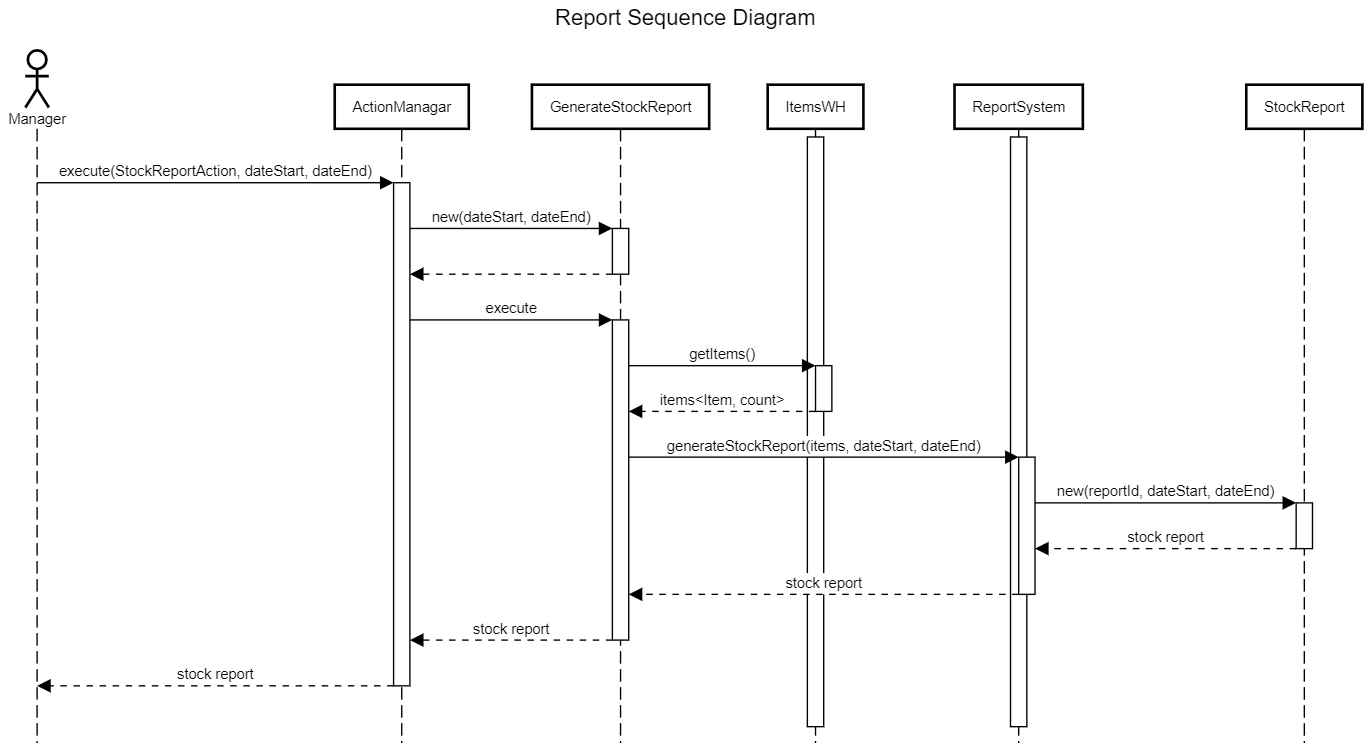 Report Sequence Diagram
Manager
ActionManagar
GenerateStockReport
ItemsWH
ReportSystem
StockReport
execute(StockReportAction, dateStart, dateEnd)
new(dateStart, dateEnd)
execute
getItems()
items<Item, count>
generateStockReport(items, dateStart, dateEnd)
new(reportId, dateStart, dateEnd)
stock report
stock report
stock report
stock report